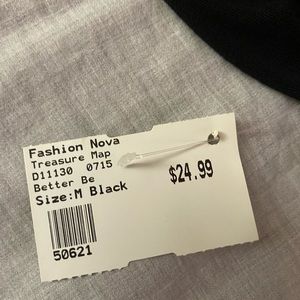 Fashion Nova
Treasure Map
D11130 0715
Better Be
Size:M Black
$24.99
50621